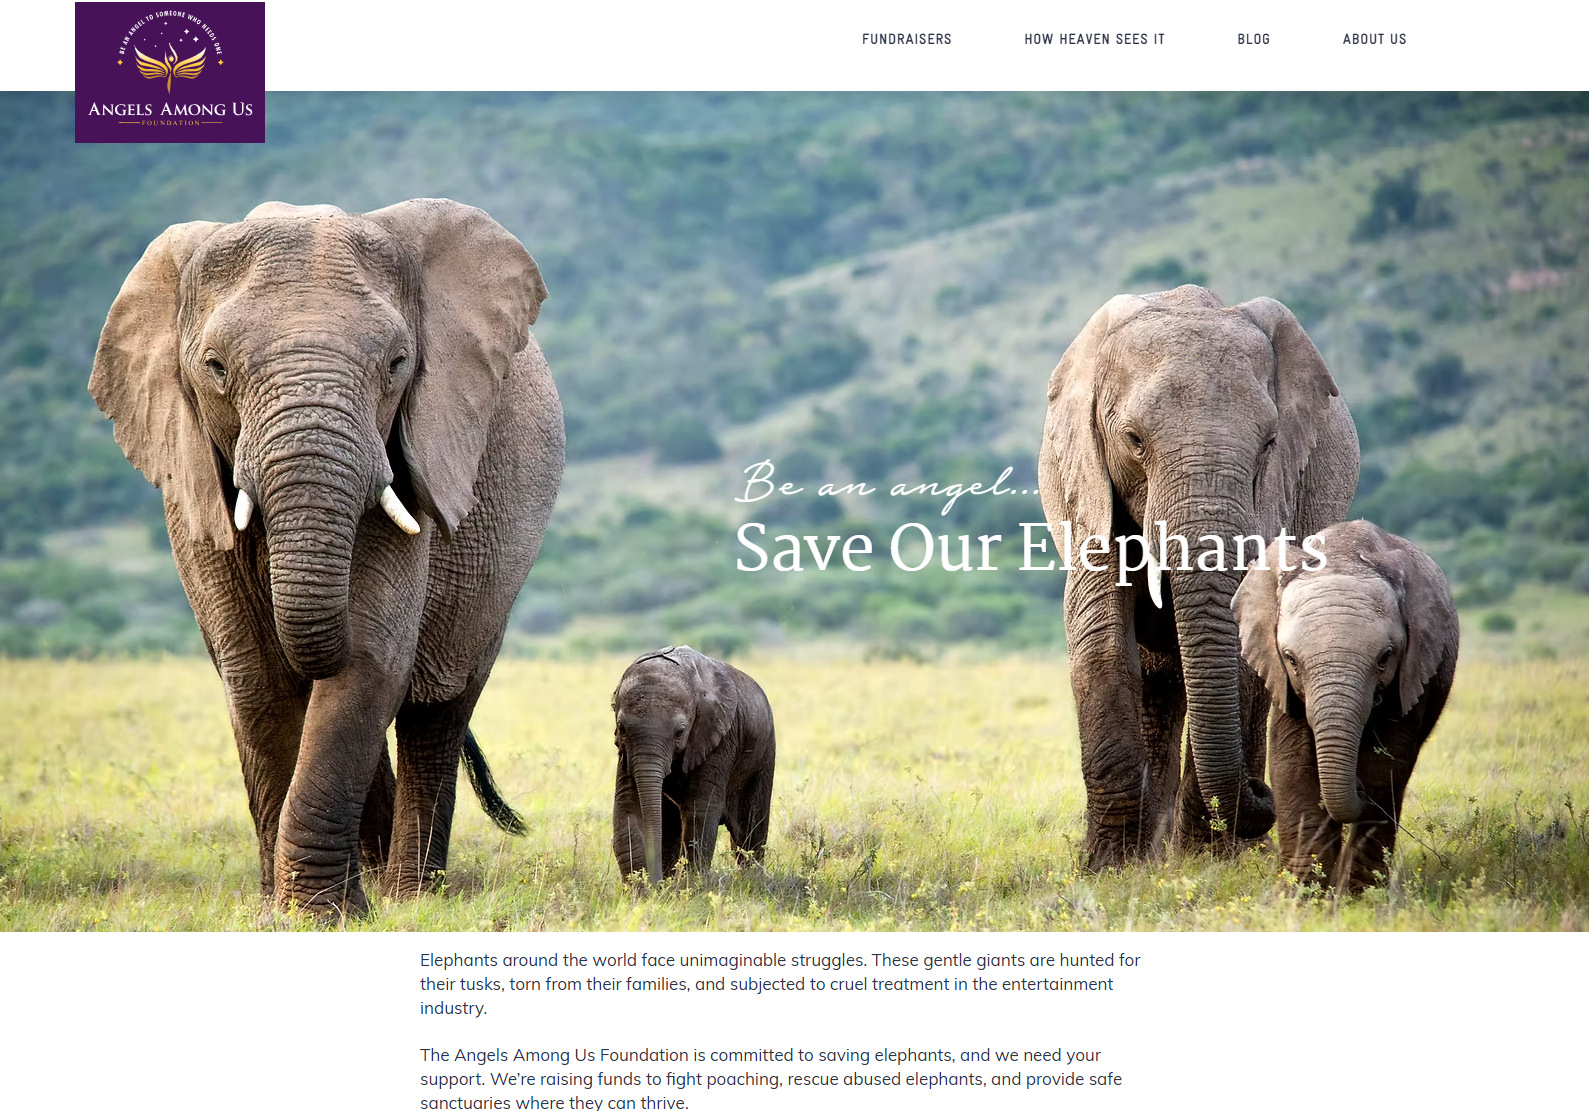 BE AN ANGEL TO SOMEONE WHO NEEDS ONE
ANGELS AMONG US
FOUNDATION
FUNDRAISERS
HOW HEAVEN SEES IT
BLOG
ABOUT US
Be an angel...
Save Our Elephants
Elephants around the world face unimaginable struggles. These gentle giants are hunted for
their tusks, torn from their families, and subjected to cruel treatment in the entertainment
industry.
The Angels Among Us Foundation is committed to saving elephants, and we need your
support. We’re raising funds to fight poaching, rescue abused elephants, and provide safe
sanctuaries where they can thrive.